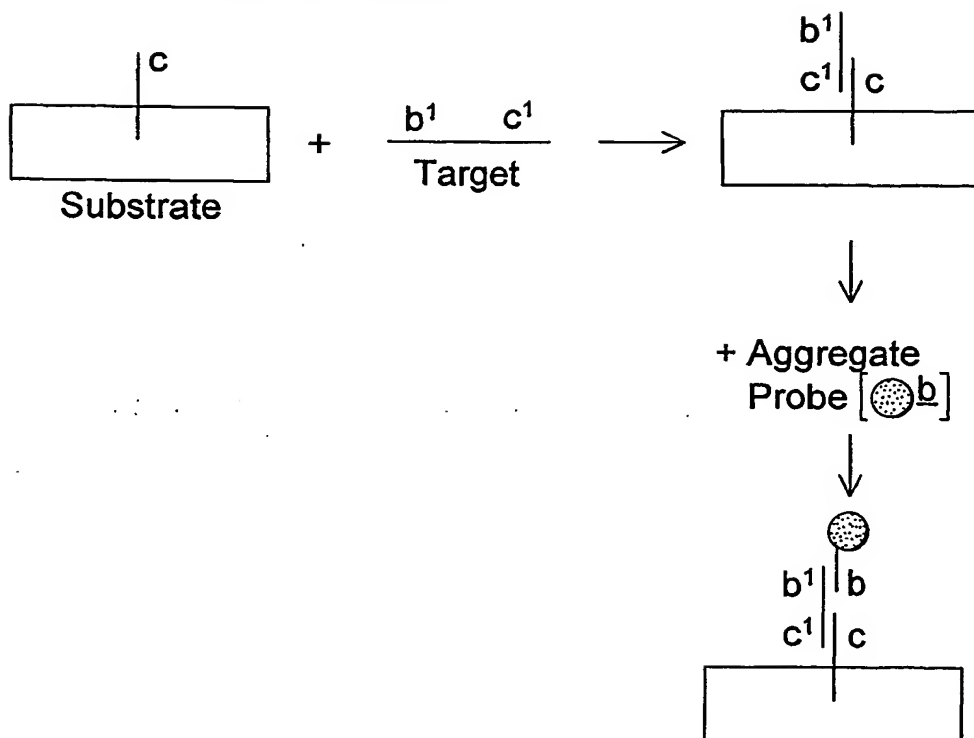 c
Substrate
+
b¹ c¹
Target
b¹
c¹ c
+ Aggregate
Probe [b]
b¹ b
c¹ c